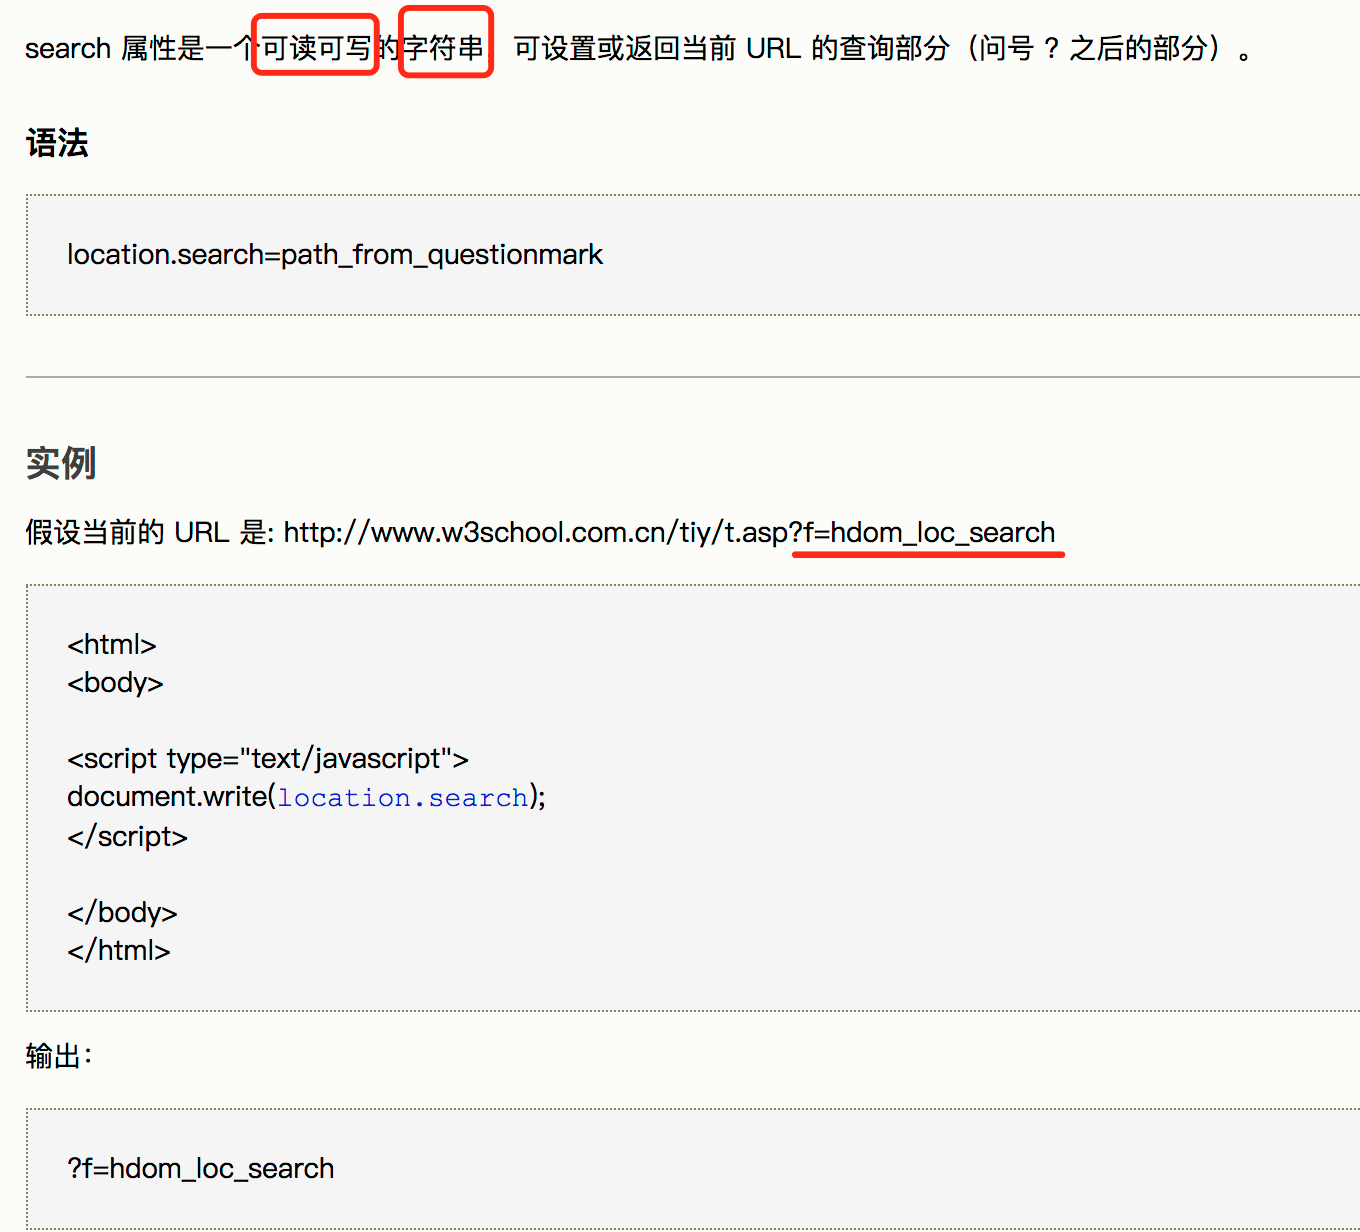 search 属性是一个可读可写的字符串，可设置或返回当前 URL 的查询部分（问号 ? 之后的部分）。
语法
location.search=path_from_questionmark
实例
假设当前的 URL 是: http://www.w3school.com.cn/tiy/t.asp?f=hdom_loc_search
<html>
<body>
<script type="text/javascript">
document.write(location.search);
</script>
</body>
</html>
输出：
?f=hdom_loc_search